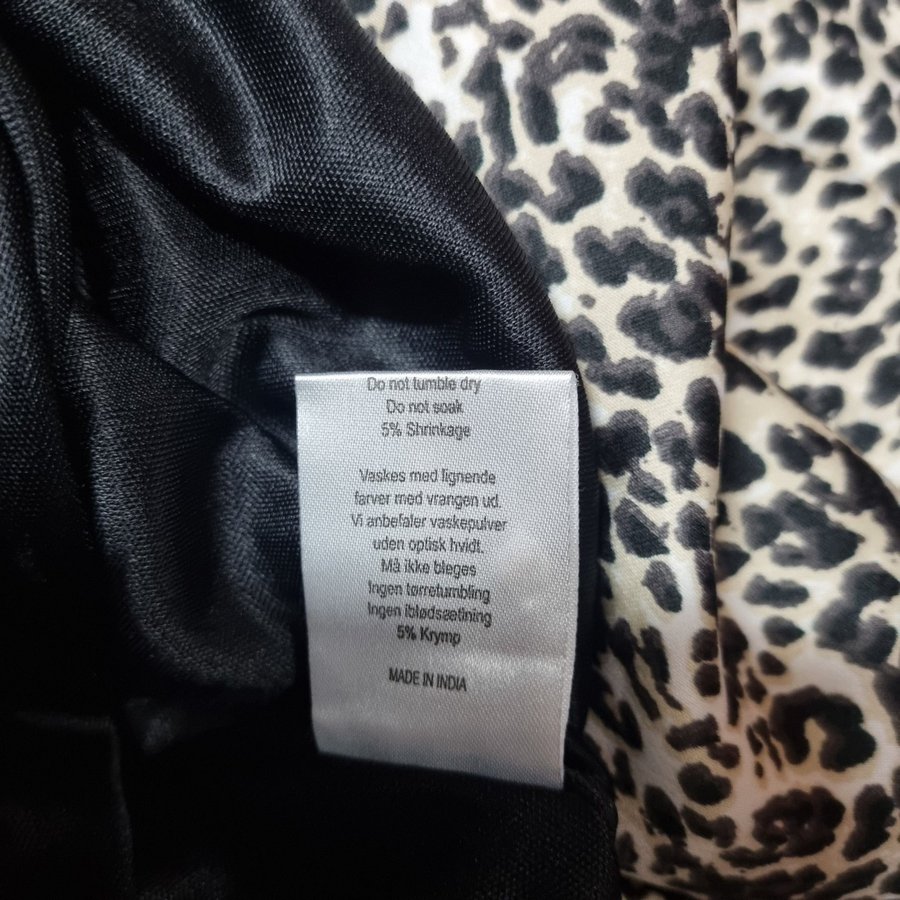 Do not tumble dry
Do not soak
5% Shrinkage
Vaskes med lignende
farver med vrangen ud.
Vi anbefaler vaskepulver
uden optisk hvidt.
Må ikke bleges
Ingen tørretumbling
Ingen iblødsætning
5% Krymp
MADE IN INDIA